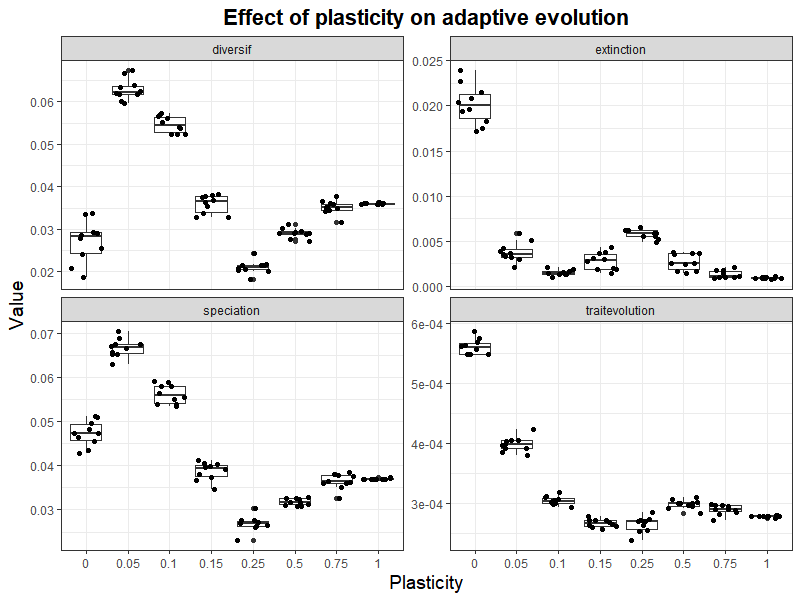 Effect of plasticity on adaptive evolution
diversif
extinction
0.06
0.05
0.04
0.03
0.02
0.025
0.020
0.015
0.010
0.005
0.000
speciation
traitevolution
0.07
0.06
0.05
0.04
0.03
6e-04
5e-04
4e-04
3e-04
0 0.05 0.1 0.15 0.25 0.5 0.75 1
0 0.05 0.1 0.15 0.25 0.5 0.75 1
Value
Plasticity